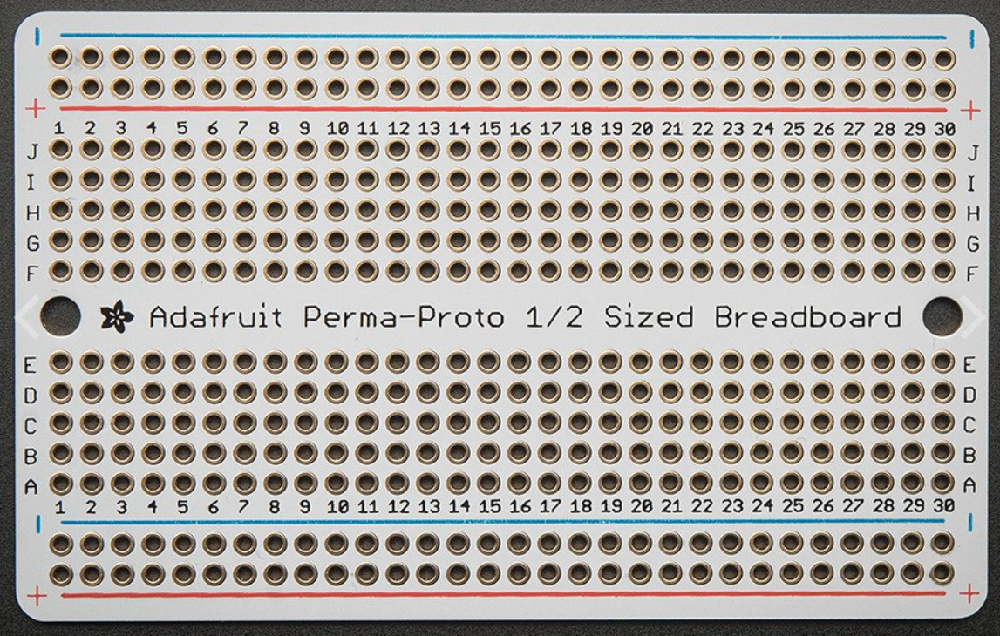 + +
1 2 3 4 5 6 7 8 9 10 11 12 13 14 15 16 17 18 19 20 21 22 23 24 25 26 27 28 29 30
J J
I I
H H
G G
F F
Adafruit Perma-Proto 1/2 Sized Breadboard
E E
D D
C C
B B
A A
1 2 3 4 5 6 7 8 9 10 11 12 13 14 15 16 17 18 19 20 21 22 23 24 25 26 27 28 29 30
+ +